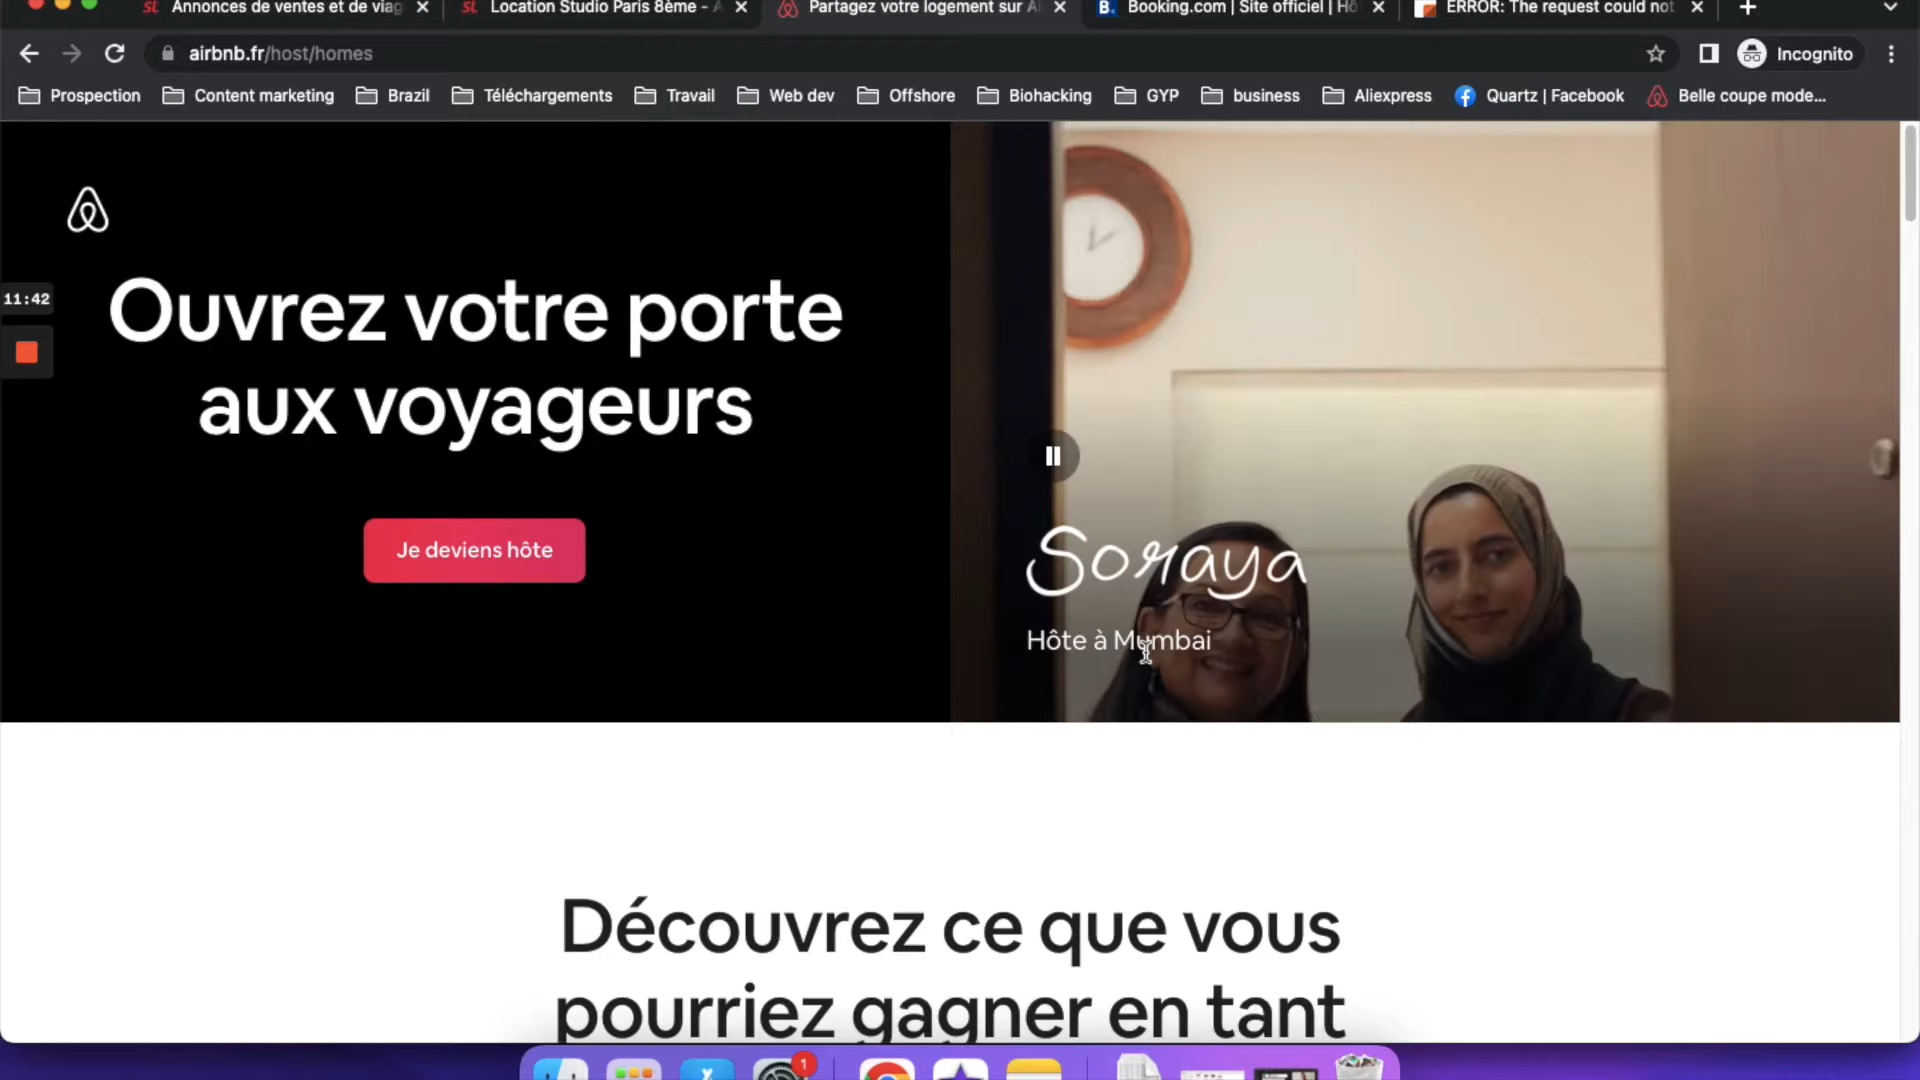 Annonces de ventes et de viag
Location Studio Paris 8ème - A
Partagez votre logement sur Ai
Booking.com | Site officiel | Hô
ERROR: The request could not
airbnb.fr/host/homes
Incognito
Prospection
Content marketing
Brazil
Téléchargements
Travail
Web dev
Offshore
Biohacking
GYP
business
Aliexpress
Quartz | Facebook
Belle coupe mode...
11:42
Ouvrez votre porte
aux voyageurs
Je deviens hôte
Soraya
Hôte à Mumbai
Découvrez ce que vous
pourriez gagner en tant
1